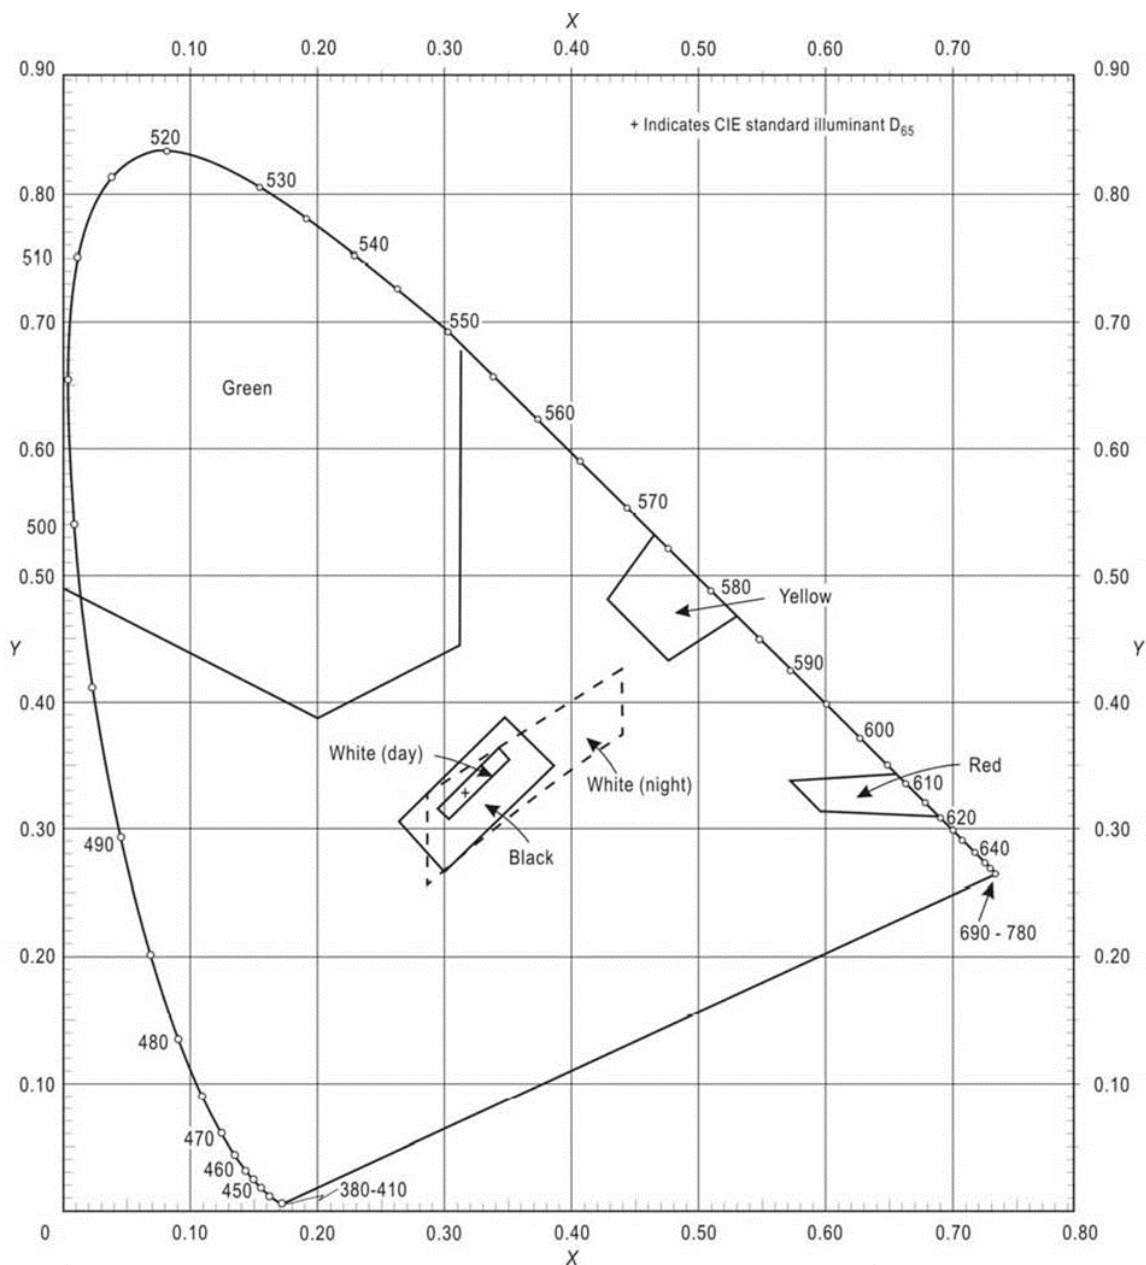 X
0.10 0.20 0.30 0.40 0.50 0.60 0.70
0.90 0.90
+ Indicates CIE standard illuminant D65
520
530
0.80 0.80
540
510
0.70 550 0.70
Green
560
0.60 0.60
570
500
0.50 0.50
580
Yellow
Y Y
590
0.40 0.40
600
White (day)
Red
White (night)
610
620
0.30 0.30
490 640
Black
690 - 780
0.20 0.20
480
0.10 0.10
470
460
450 380-410
0 0.10 0.20 0.30 0.40 0.50 0.60 0.70 0.80
X